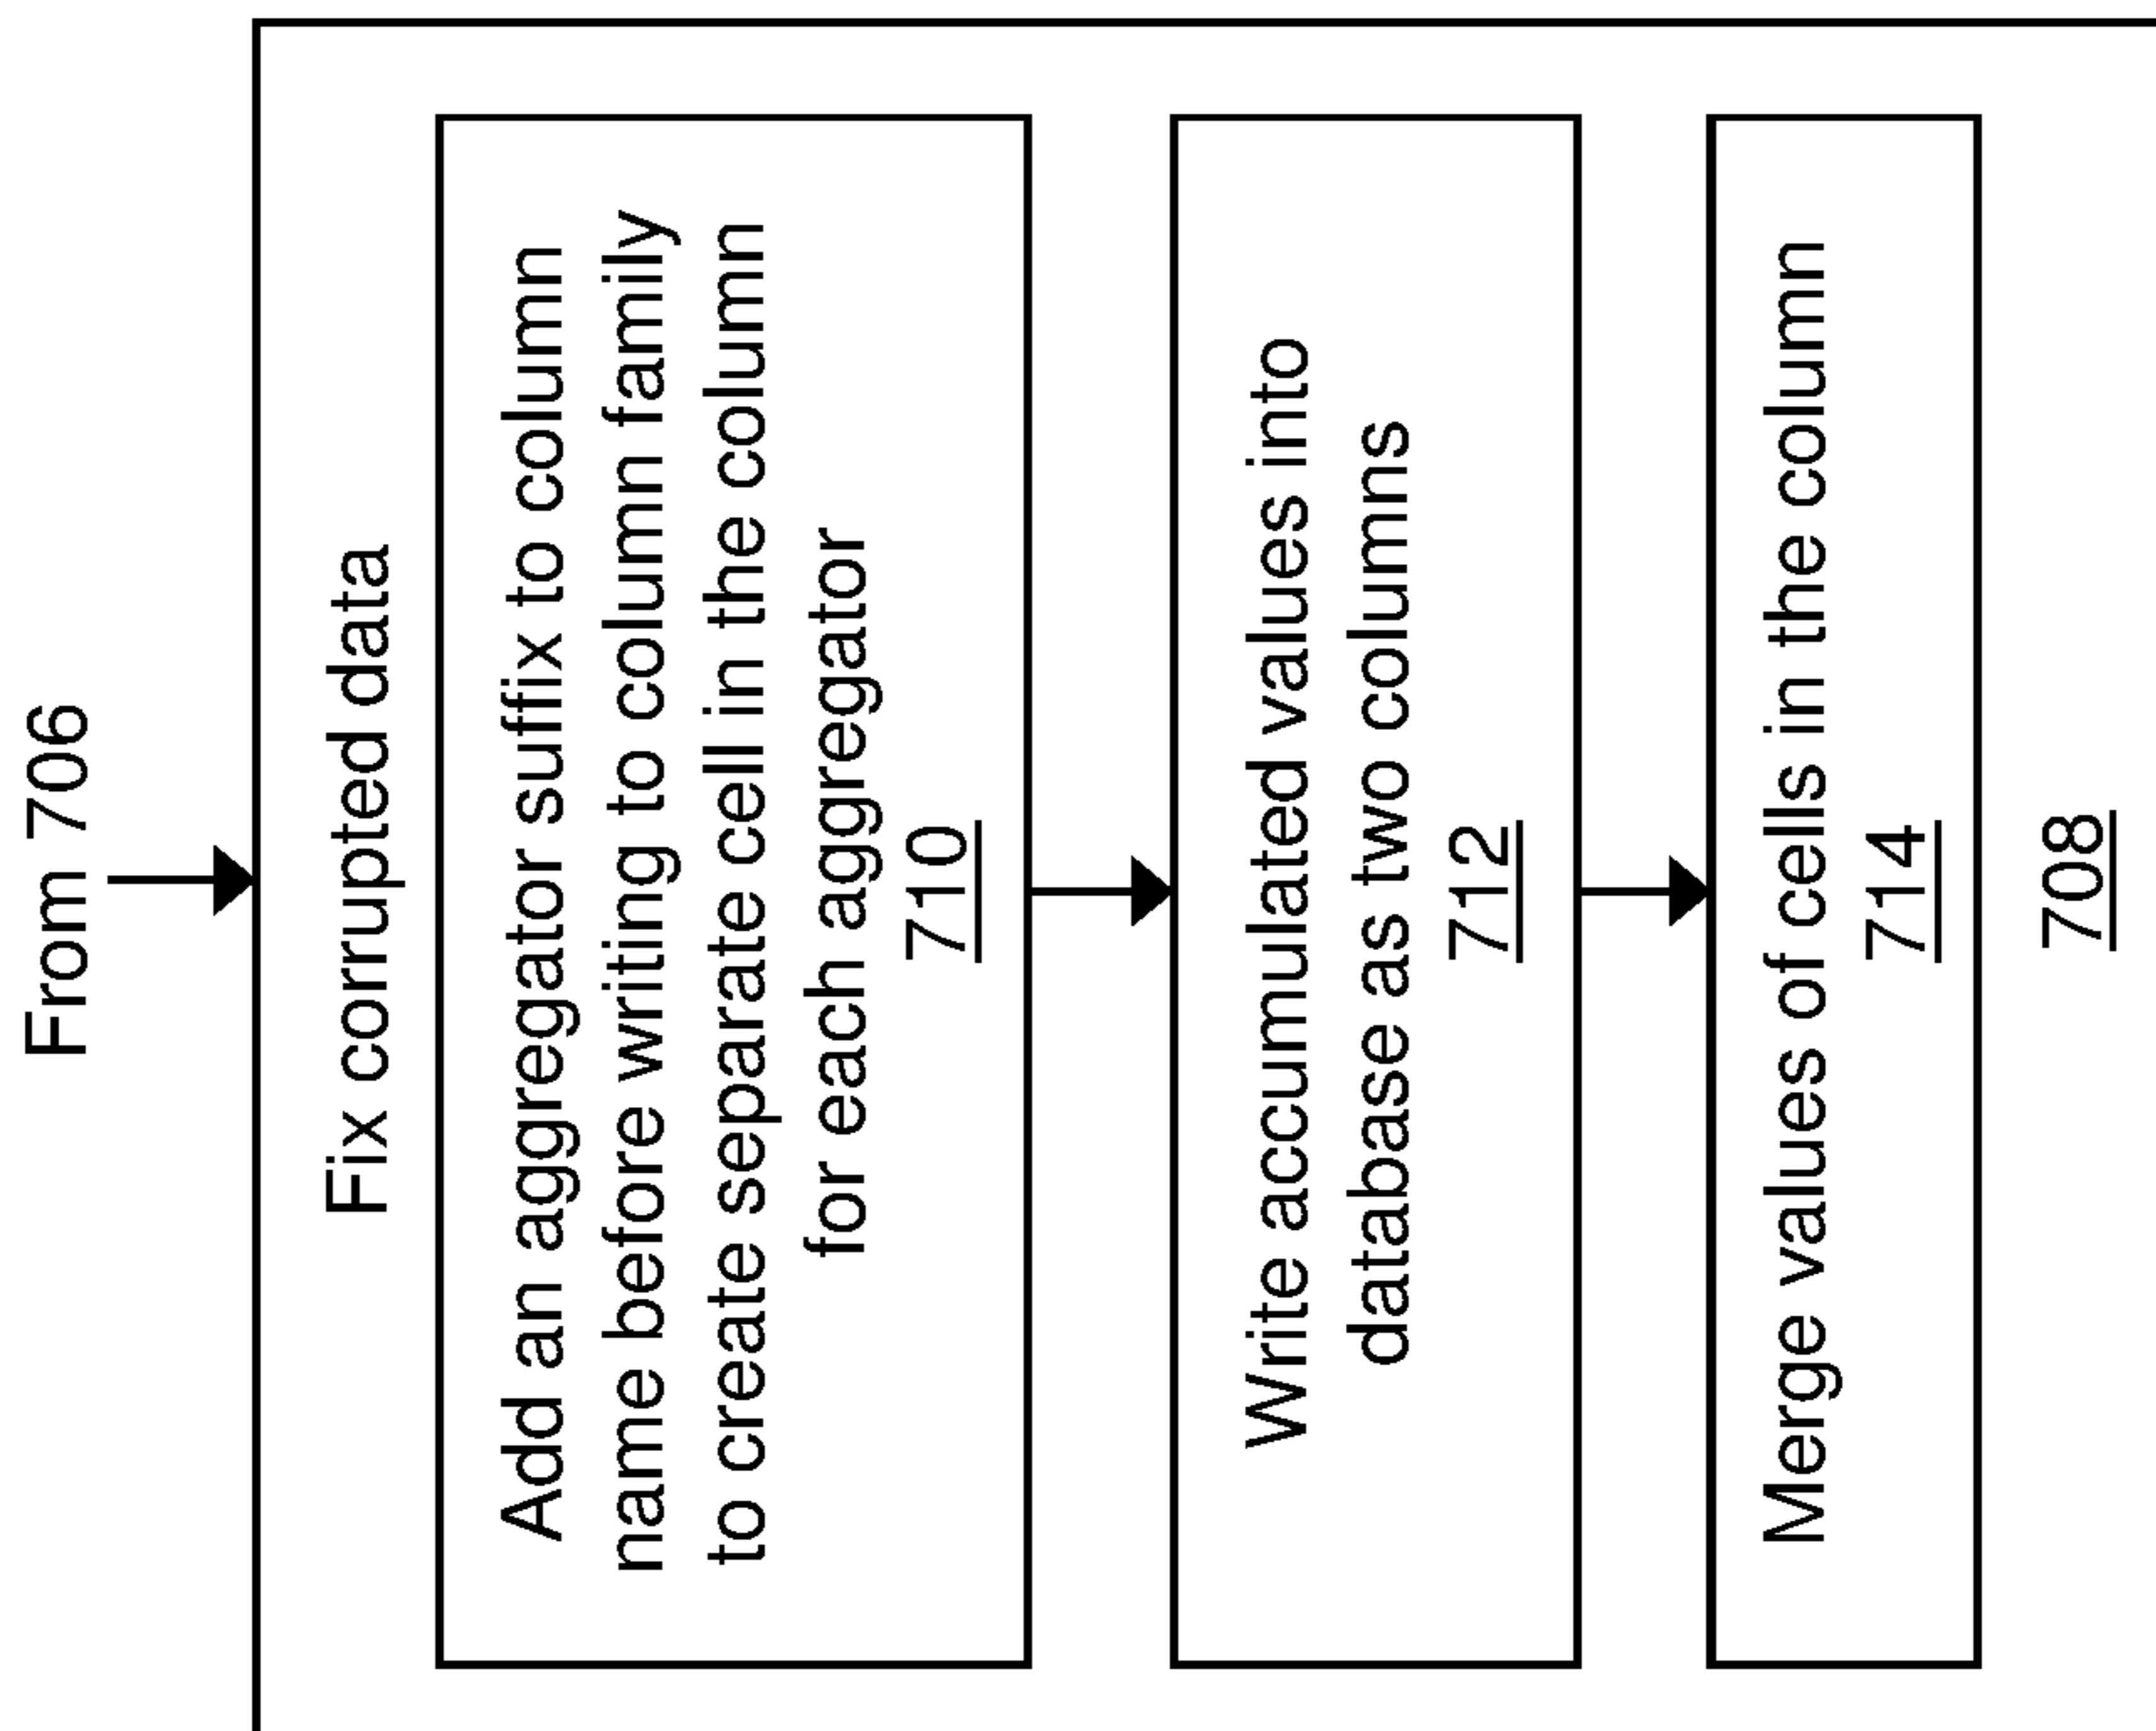 From 706
Fix corrupted data
Add an aggregator suffix to column
name before writing to column family
to create separate cell in the column
for each aggregator
710
Write accumulated values into
database as two columns
712
Merge values of cells in the column
714
708